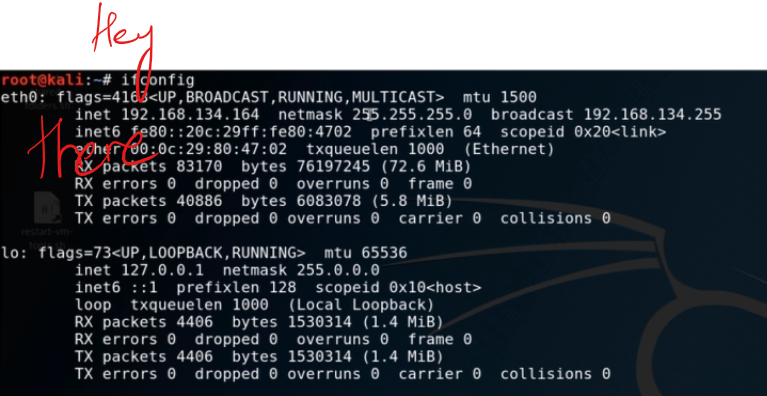 Hey
root@kali:~# ifconfig
eth0: flags=4163<UP,BROADCAST,RUNNING,MULTICAST>  mtu 1500
        inet 192.168.134.164  netmask 255.255.255.0  broadcast 192.168.134.255
        inet6 fe80::20c:29ff:fe80:4702  prefixlen 64  scopeid 0x20<link>
there
        ether 00:0c:29:80:47:02  txqueuelen 1000  (Ethernet)
        RX packets 83170  bytes 76197245 (72.6 MiB)
        RX errors 0  dropped 0  overruns 0  frame 0
        TX packets 40886  bytes 6083078 (5.8 MiB)
        TX errors 0  dropped 0 overruns 0  carrier 0  collisions 0
restart-vm-
lo: flags=73<UP,LOOPBACK,RUNNING>  mtu 65536
        inet 127.0.0.1  netmask 255.0.0.0
        inet6 ::1  prefixlen 128  scopeid 0x10<host>
        loop  txqueuelen 1000  (Local Loopback)
        RX packets 4406  bytes 1530314 (1.4 MiB)
        RX errors 0  dropped 0  overruns 0  frame 0
        TX packets 4406  bytes 1530314 (1.4 MiB)
        TX errors 0  dropped 0 overruns 0  carrier 0  collisions 0